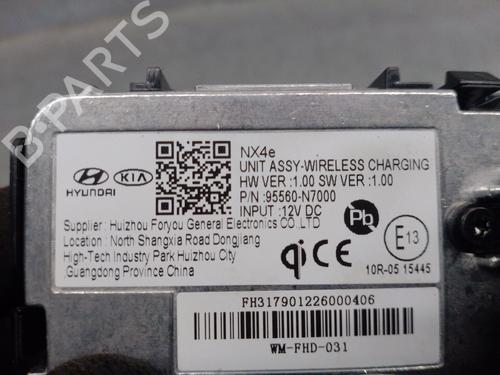 B-PARTS
NX4e
UNIT ASSY-WIRELESS CHARGING
HW VER :1.00 SW VER :1.00
P/N :95560-N7000
INPUT :12V DC
HYUNDAI
KIA
Supplier : Huizhou Foryou General Electronics CO.,LTD
Location : North Shangxia Road Dongjiang
High-Tech Industry Park Huizhou City
Guangdong Province China
Pb
qi CE
E13
10R-05 15445
FH317901226000406
WM-FHD-031